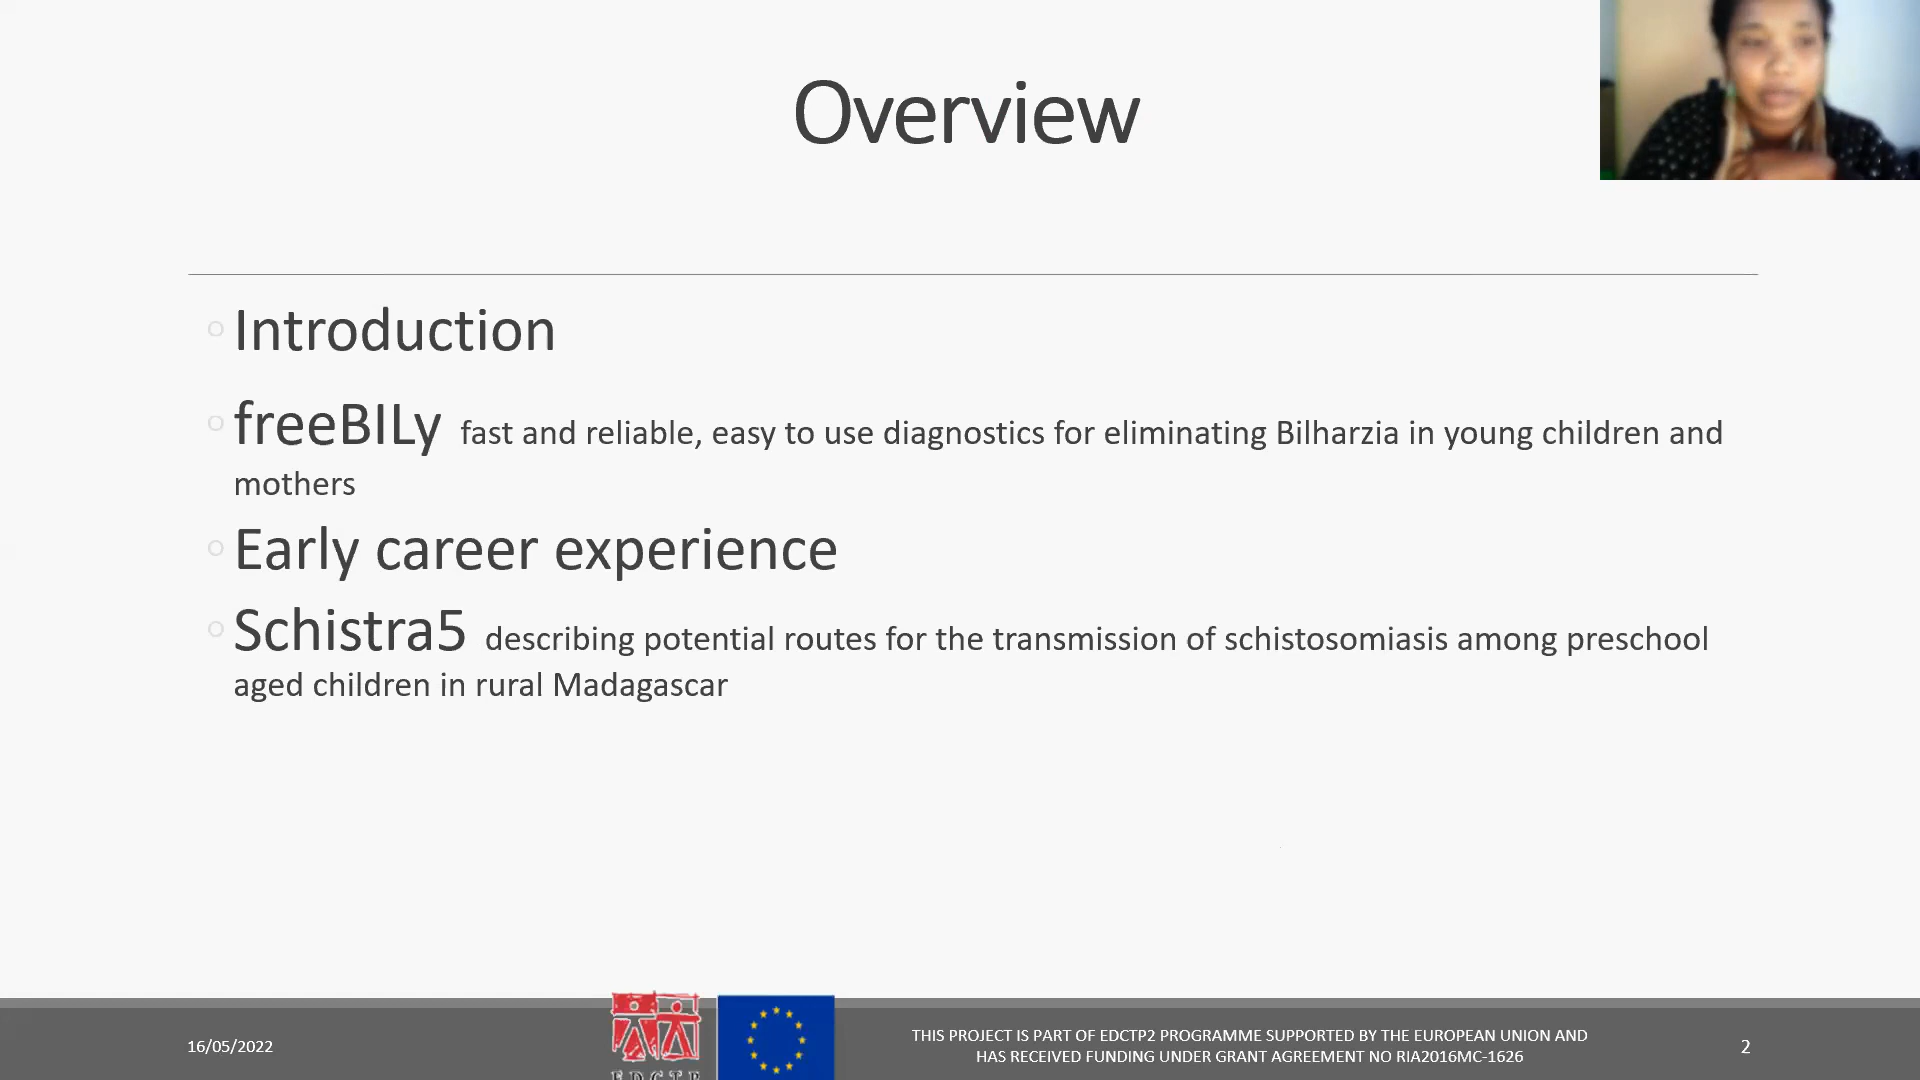 Overview
Introduction
freeBILy fast and reliable, easy to use diagnostics for eliminating Bilharzia in young children and
mothers
Early career experience
Schistra5 describing potential routes for the transmission of schistosomiasis among preschool
aged children in rural Madagascar
16/05/2022
EDCTP
THIS PROJECT IS PART OF EDCTP2 PROGRAMME SUPPORTED BY THE EUROPEAN UNION AND
HAS RECEIVED FUNDING UNDER GRANT AGREEMENT NO RIA2016MC-1626
2